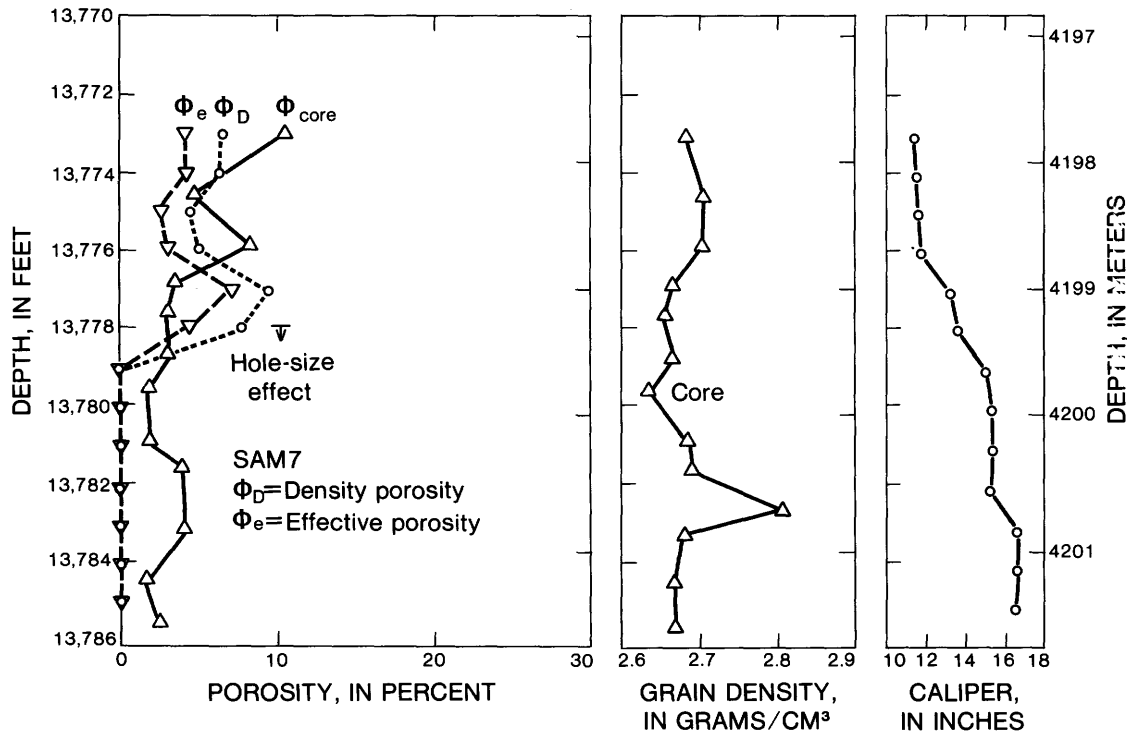 13,770
13,772
13,774
13,776
13,778
13,780
13,782
13,784
13,786
DEPTH, IN FEET
Φe ΦD Φcore
Hole-size
effect
SAM7
ΦD=Density porosity
Φe=Effective porosity
0 10 20 30
POROSITY, IN PERCENT
Core
2.6 2.7 2.8 2.9
GRAIN DENSITY,
IN GRAMS/CM³
10 12 14 16 18
CALIPER,
IN INCHES
4197
4198
4199
4200
4201
DEPTH, IN METERS